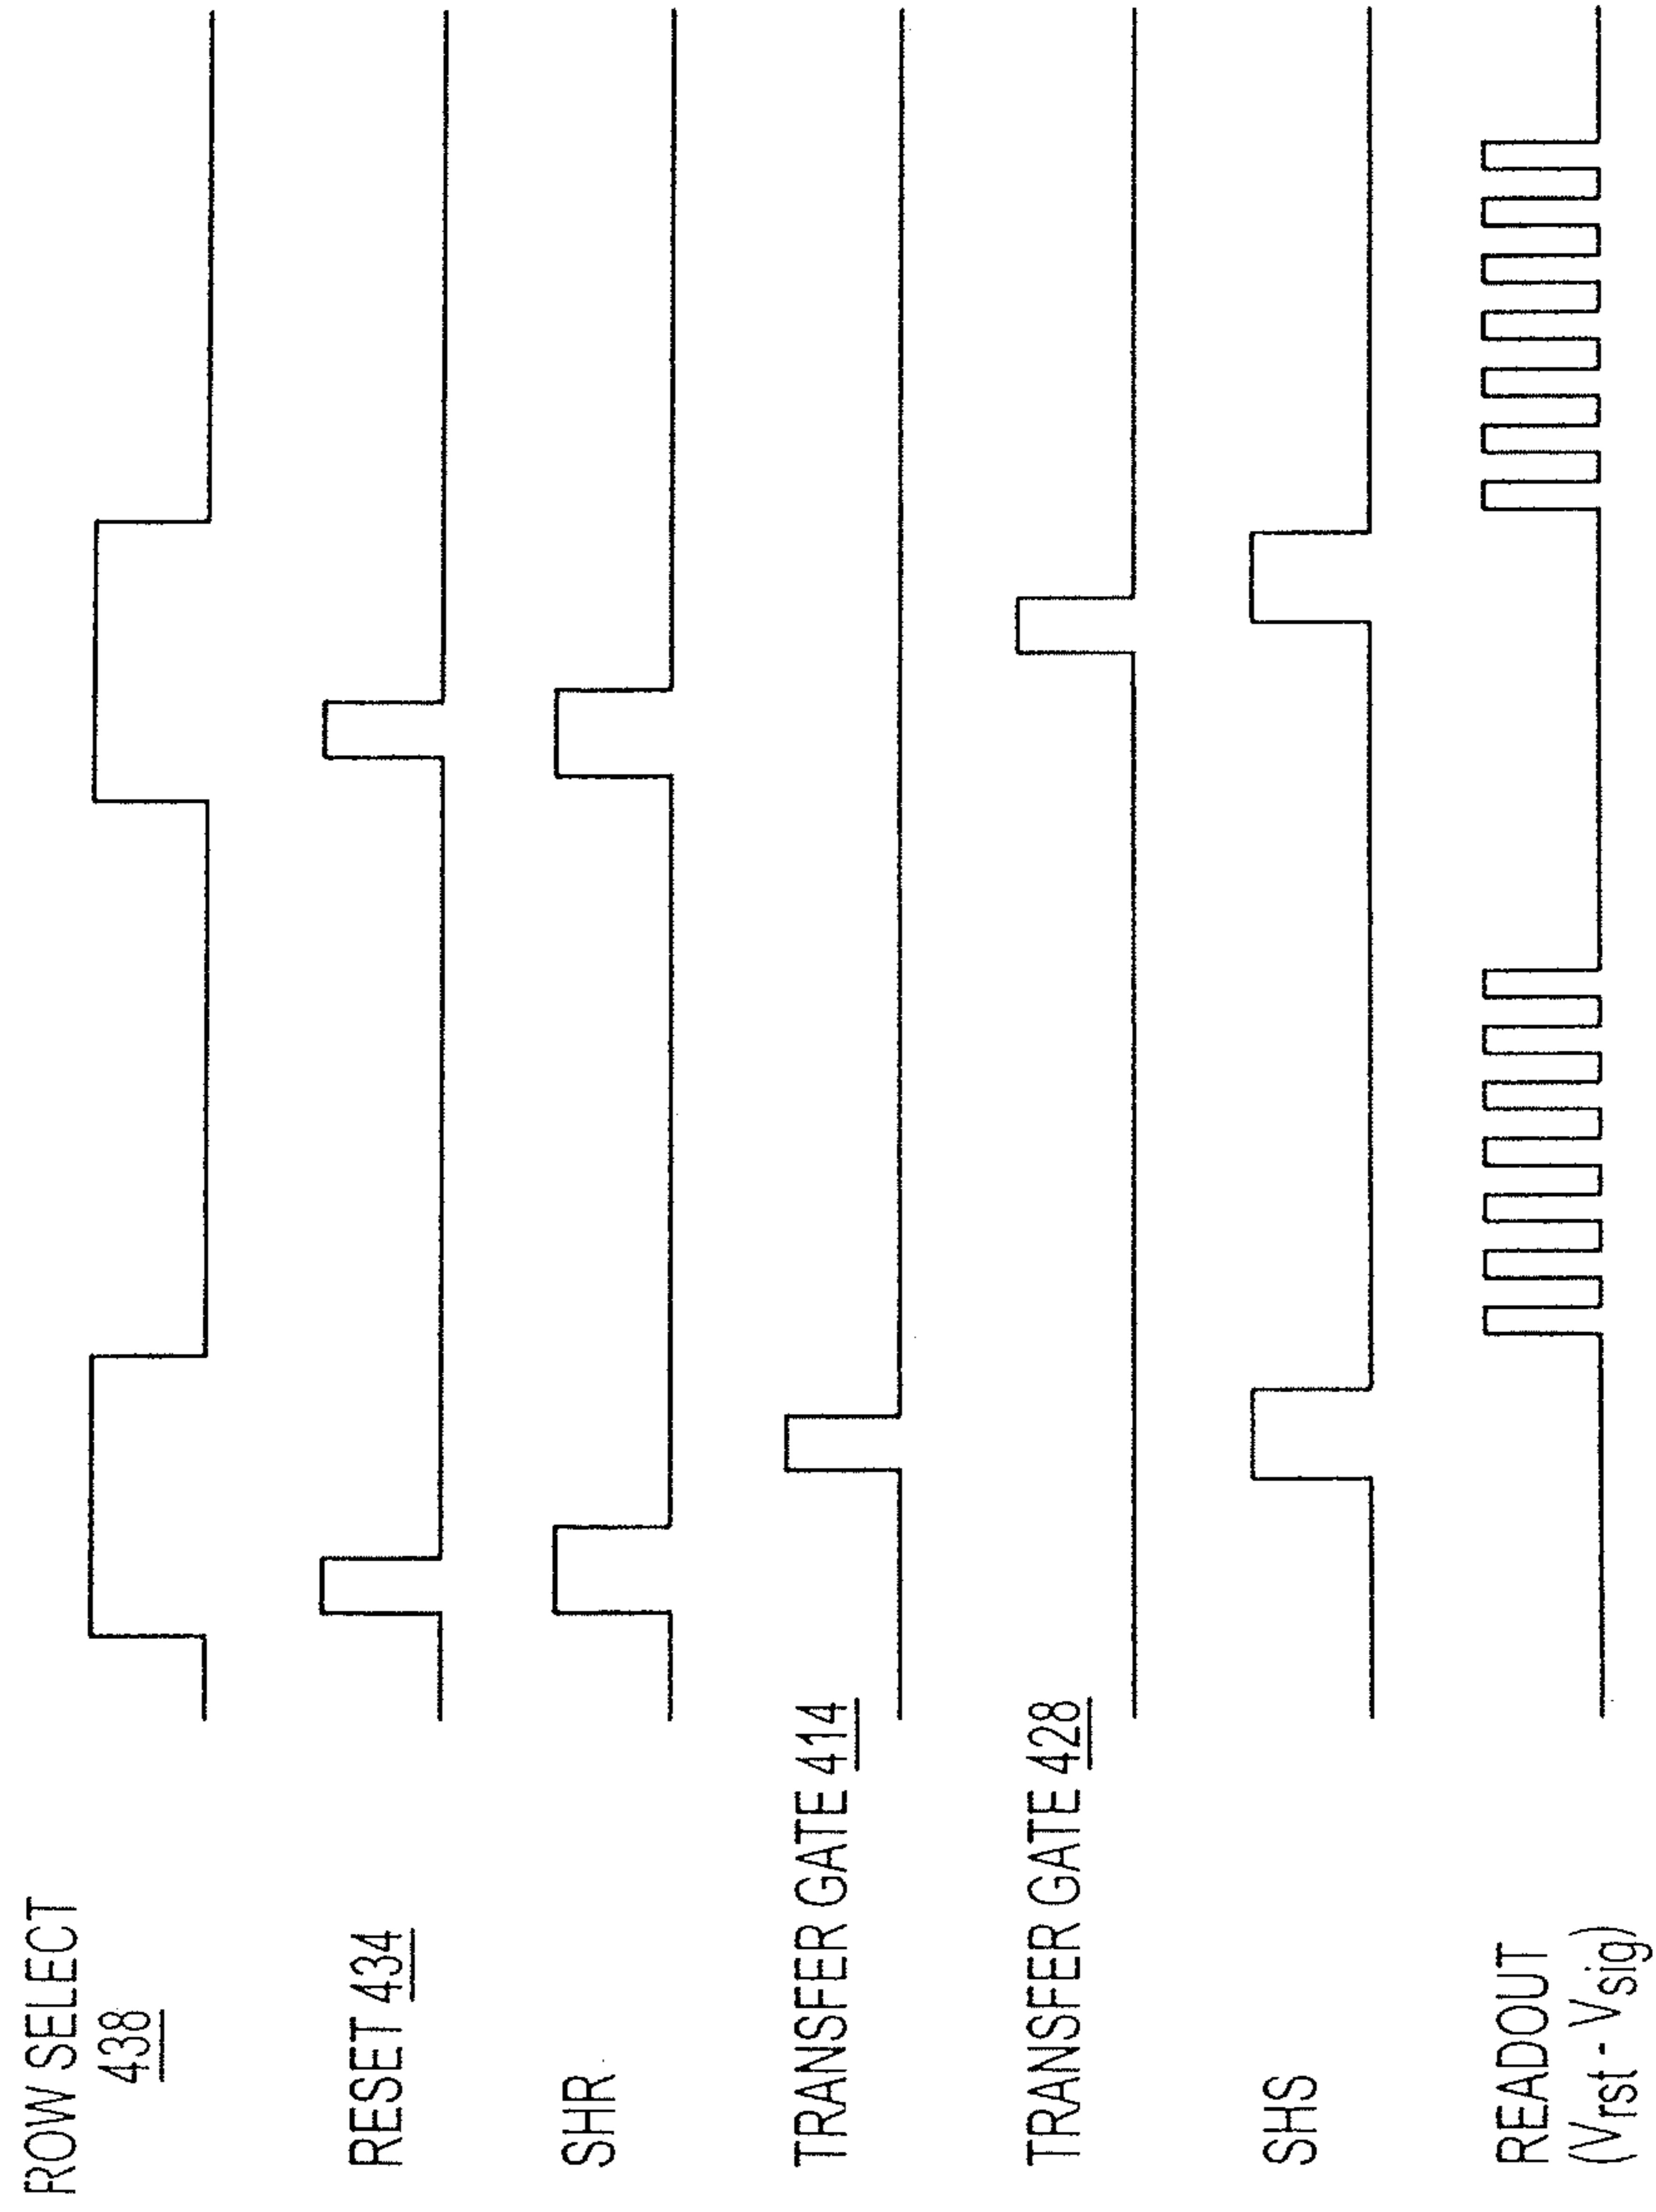 ROW SELECT
438
RESET 434
SHR
TRANSFER GATE 414
TRANSFER GATE 428
SHS
READOUT
(Vrst - Vsig)